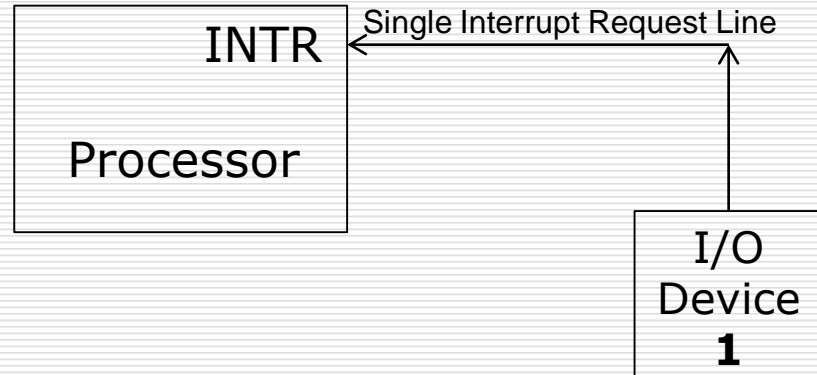 INTR
Single Interrupt Request Line
Processor
I/O
Device
1